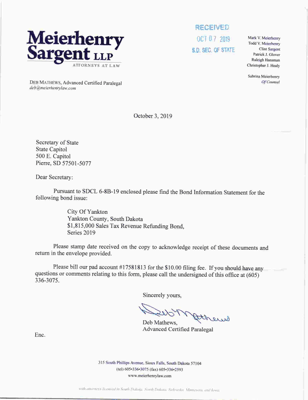 Meierhenry
Sargent LLP
ATTORNEYS AT LAW
RECEIVED
OCT 07 2019
S.D. SEC. OF STATE
Mark V. Meierhenry
Todd V. Meierhenry
Clint Sargent
Patrick J. Glover
Raleigh Hansman
Christopher J. Healy
Sabrina Meierhenry
Of Counsel
DEB MATHEWS, Advanced Certified Paralegal
deb@meierhenrylaw.com
October 3, 2019
Secretary of State
State Capitol
500 E. Capitol
Pierre, SD 57501-5077
Dear Secretary:
Pursuant to SDCL 6-8B-19 enclosed please find the Bond Information Statement for
the following bond issue:
City Of Yankton
Yankton County, South Dakota
$1,815,000 Sales Tax Revenue Refunding Bond,
Series 2019
Please stamp date received on the copy to acknowledge receipt of these documents and
return in the envelope provided.
Please bill our pad account #17581813 for the $10.00 filing fee. If you should have any
questions or comments relating to this form, please call the undersigned of this office at (605)
336-3075.
Sincerely yours,
Deb Mathews
Deb Mathews,
Advanced Certified Paralegal
Enc.
315 South Phillips Avenue, Sioux Falls, South Dakota 57104
(tel) 605•336•3075 (fax) 605•336•2593
www.meierhenrylaw.com